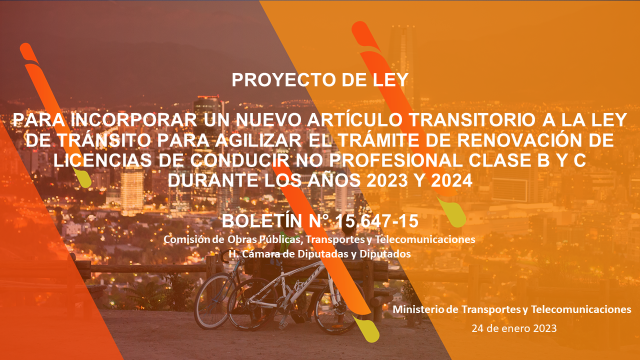 PROYECTO DE LEY
PARA INCORPORAR UN NUEVO ARTÍCULO TRANSITORIO A LA LEY
DE TRÁNSITO PARA AGILIZAR EL TRÁMITE DE RENOVACIÓN DE
LICENCIAS DE CONDUCIR NO PROFESIONAL CLASE B Y C
DURANTE LOS AÑOS 2023 Y 2024
BOLETÍN N° 15.647-15
Comisión de Obras Públicas, Transportes y Telecomunicaciones
H. Cámara de Diputadas y Diputados
Ministerio de Transportes y Telecomunicaciones
24 de enero 2023